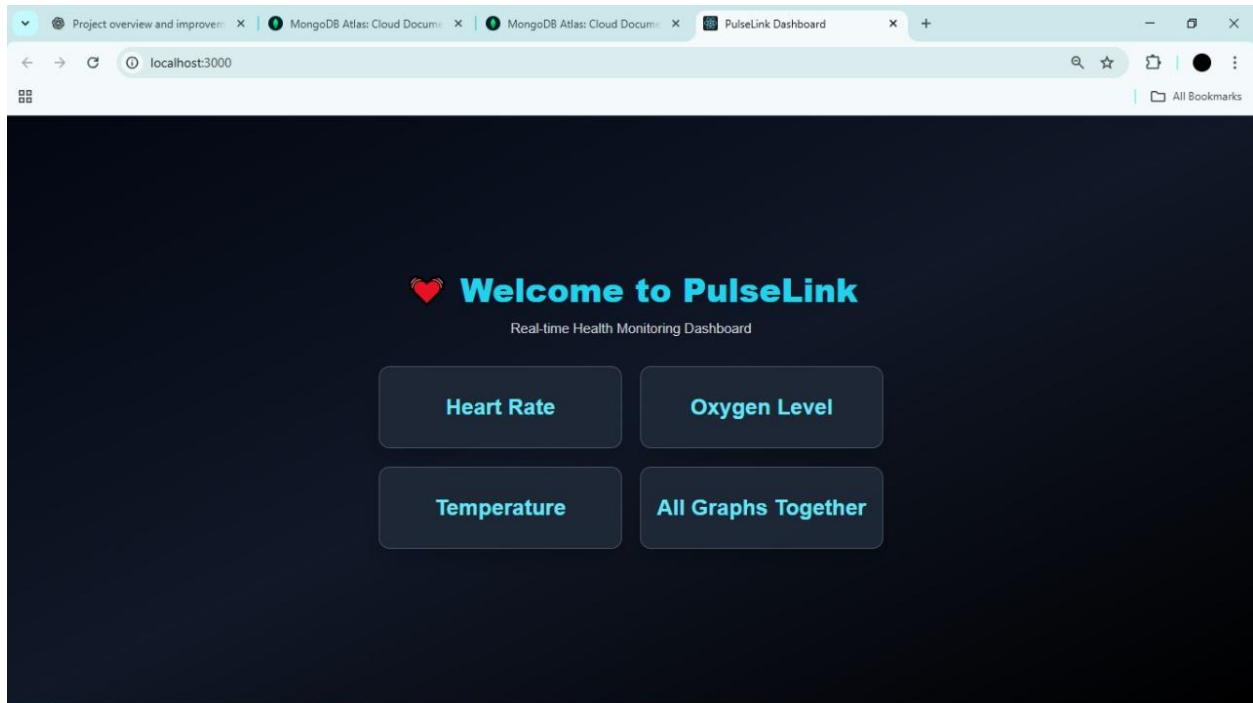 Project overview and improvem
MongoDB Atlas: Cloud Docume
MongoDB Atlas: Cloud Docume
PulseLink Dashboard
localhost:3000
All Bookmarks
Welcome to PulseLink
Real-time Health Monitoring Dashboard
Heart Rate
Oxygen Level
Temperature
All Graphs Together